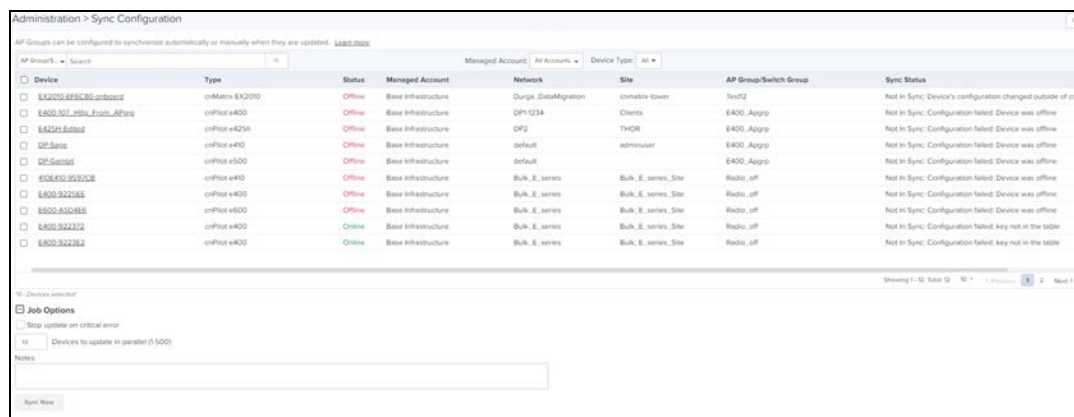 Administration > Sync Configuration
AP Groups can be configured to synchronize automatically or manually when they are updated. Learn more
AP Group/S... Search Managed Account: All Accounts Device Type: All
Device Type Status Managed Account Network Site AP Group/Switch Group Sync Status
EX2010-6F6C80-onboard cnMatrix EX2010 Offline Base Infrastructure Durga_DataMigration cnmatrix-tower Test12 Not In Sync: Device's configuration changed outside of
E400-107_Http_From_APgrp cnPilot e400 Offline Base Infrastructure DP1-1234 Clients E400_Apgrp Not In Sync: Configuration failed: Device was offline
E425H-Edited cnPilot e425H Offline Base Infrastructure DP2 THOR E400_Apgrp Not In Sync: Configuration failed: Device was offline
DP-Sage cnPilot e410 Offline Base Infrastructure default adminuser E400_Apgrp Not In Sync: Configuration failed: Device was offline
DP-Gambit cnPilot e500 Offline Base Infrastructure default E400_Apgrp Not In Sync: Configuration failed: Device was offline
410E410-9597CB cnPilot e410 Offline Base Infrastructure Bulk_E_series Bulk_E_series_Site Radio_off Not In Sync: Configuration failed: Device was offline
E400-9225EE cnPilot e400 Offline Base Infrastructure Bulk_E_series Bulk_E_series_Site Radio_off Not In Sync: Configuration failed: Device was offline
E600-A5D4E6 cnPilot e600 Offline Base Infrastructure Bulk_E_series Bulk_E_series_Site Radio_off Not In Sync: Configuration failed: Device was offline
E400-922372 cnPilot e400 Online Base Infrastructure Bulk_E_series Bulk_E_series_Site Radio_off Not In Sync: Configuration failed: key not in the table
E400-9223E2 cnPilot e400 Online Base Infrastructure Bulk_E_series Bulk_E_series_Site Radio_off Not In Sync: Configuration failed: key not in the table
Showing 1 - 10 Total: 12 10 < Previous 1 2 Next >
Devices selected
Job Options
Stop update on critical error
10 Devices to update in parallel (1-500)
Notes
Sync Now